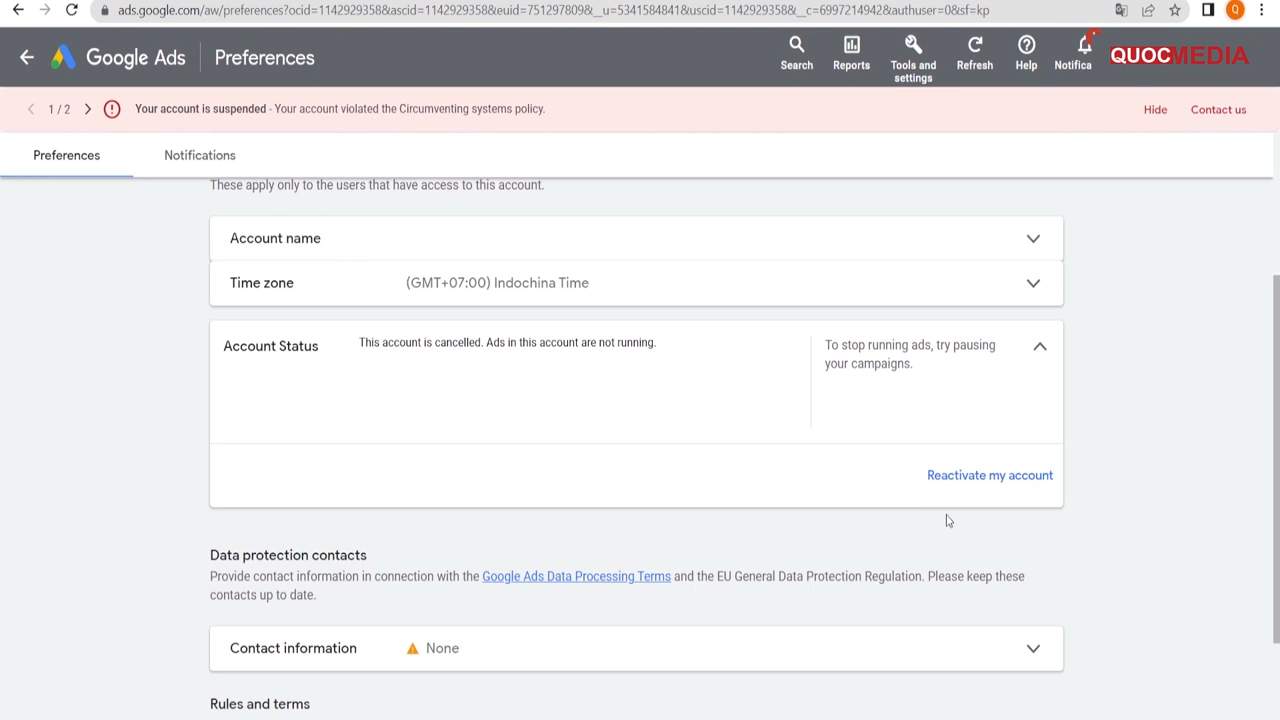 ads.google.com/aw/preferences?ocid=1142929358&ascid=1142929358&euid=751297809&__u=5341584841&uscid=1142929358&__c=6997214942&authuser=0&sf=kp
Q
Google Ads
Preferences
Search
Reports
Tools and
settings
Refresh
Help
Notifica
QUOCMEDIA
1 / 2
Your account is suspended - Your account violated the Circumventing systems policy.
Hide
Contact us
Preferences
Notifications
These apply only to the users that have access to this account.
Account name
Time zone
(GMT+07:00) Indochina Time
Account Status
This account is cancelled. Ads in this account are not running.
To stop running ads, try pausing
your campaigns.
Reactivate my account
Data protection contacts
Provide contact information in connection with the Google Ads Data Processing Terms and the EU General Data Protection Regulation. Please keep these
contacts up to date.
Contact information
None
Rules and terms